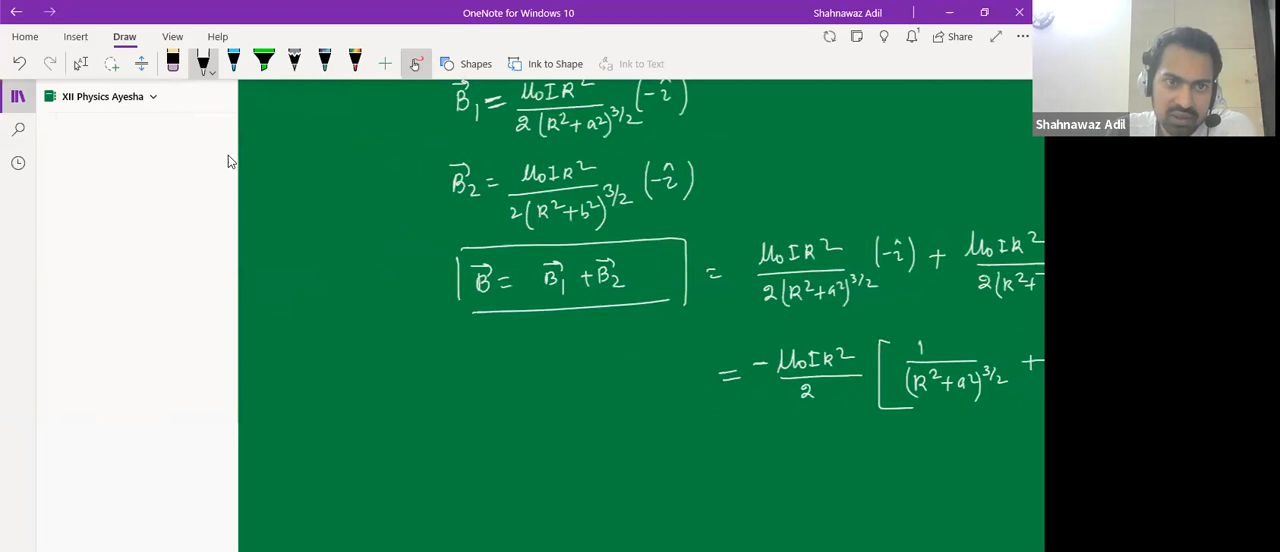 OneNote for Windows 10
Shahnawaz Adil
Home Insert Draw View Help
Share
Shapes Ink to Shape Ink to Text
XII Physics Ayesha
Shahnawaz Adil
B⃗₁ = μ₀IR² / 2(R²+a²)^3/2 (-î)
B⃗₂ = μ₀IR² / 2(R²+b²)^3/2 (-î)
B⃗ = B⃗₁ + B⃗₂ = μ₀IR² / 2(R²+a²)^3/2 (-î) + μ₀IR² / 2(R²+
= - μ₀IR² / 2 [ 1 / (R²+a²)^3/2 +